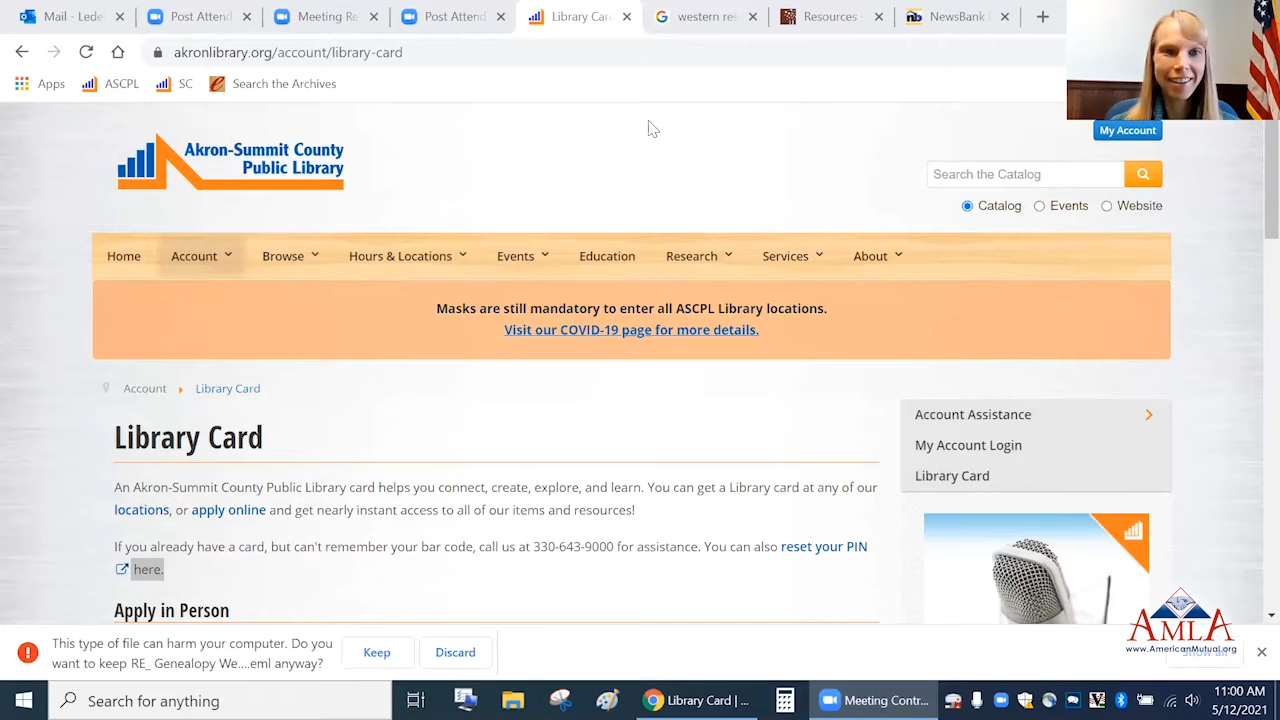 Mail - Lede
Post Attend
Meeting Re
Post Attend
Library Car
western res
Resources -
NewsBank
akronlibrary.org/account/library-card
Apps
ASCPL
SC
Search the Archives
Akron-Summit County
Public Library
My Account
Search the Catalog
Catalog
Events
Website
Home
Account
Browse
Hours & Locations
Events
Education
Research
Services
About
Masks are still mandatory to enter all ASCPL Library locations.
Visit our COVID-19 page for more details.
Account
Library Card
Library Card
An Akron-Summit County Public Library card helps you connect, create, explore, and learn. You can get a Library card at any of our
locations, or apply online and get nearly instant access to all of our items and resources!
If you already have a card, but can't remember your bar code, call us at 330-643-9000 for assistance. You can also reset your PIN
here.
Apply in Person
Account Assistance
My Account Login
Library Card
AMLA
www.AmericanMutual.org
This type of file can harm your computer. Do you
want to keep RE_ Genealopy We....eml anyway?
Keep
Discard
Show all
Search for anything
Library Card | ...
Meeting Contr...
11:00 AM
5/12/2021